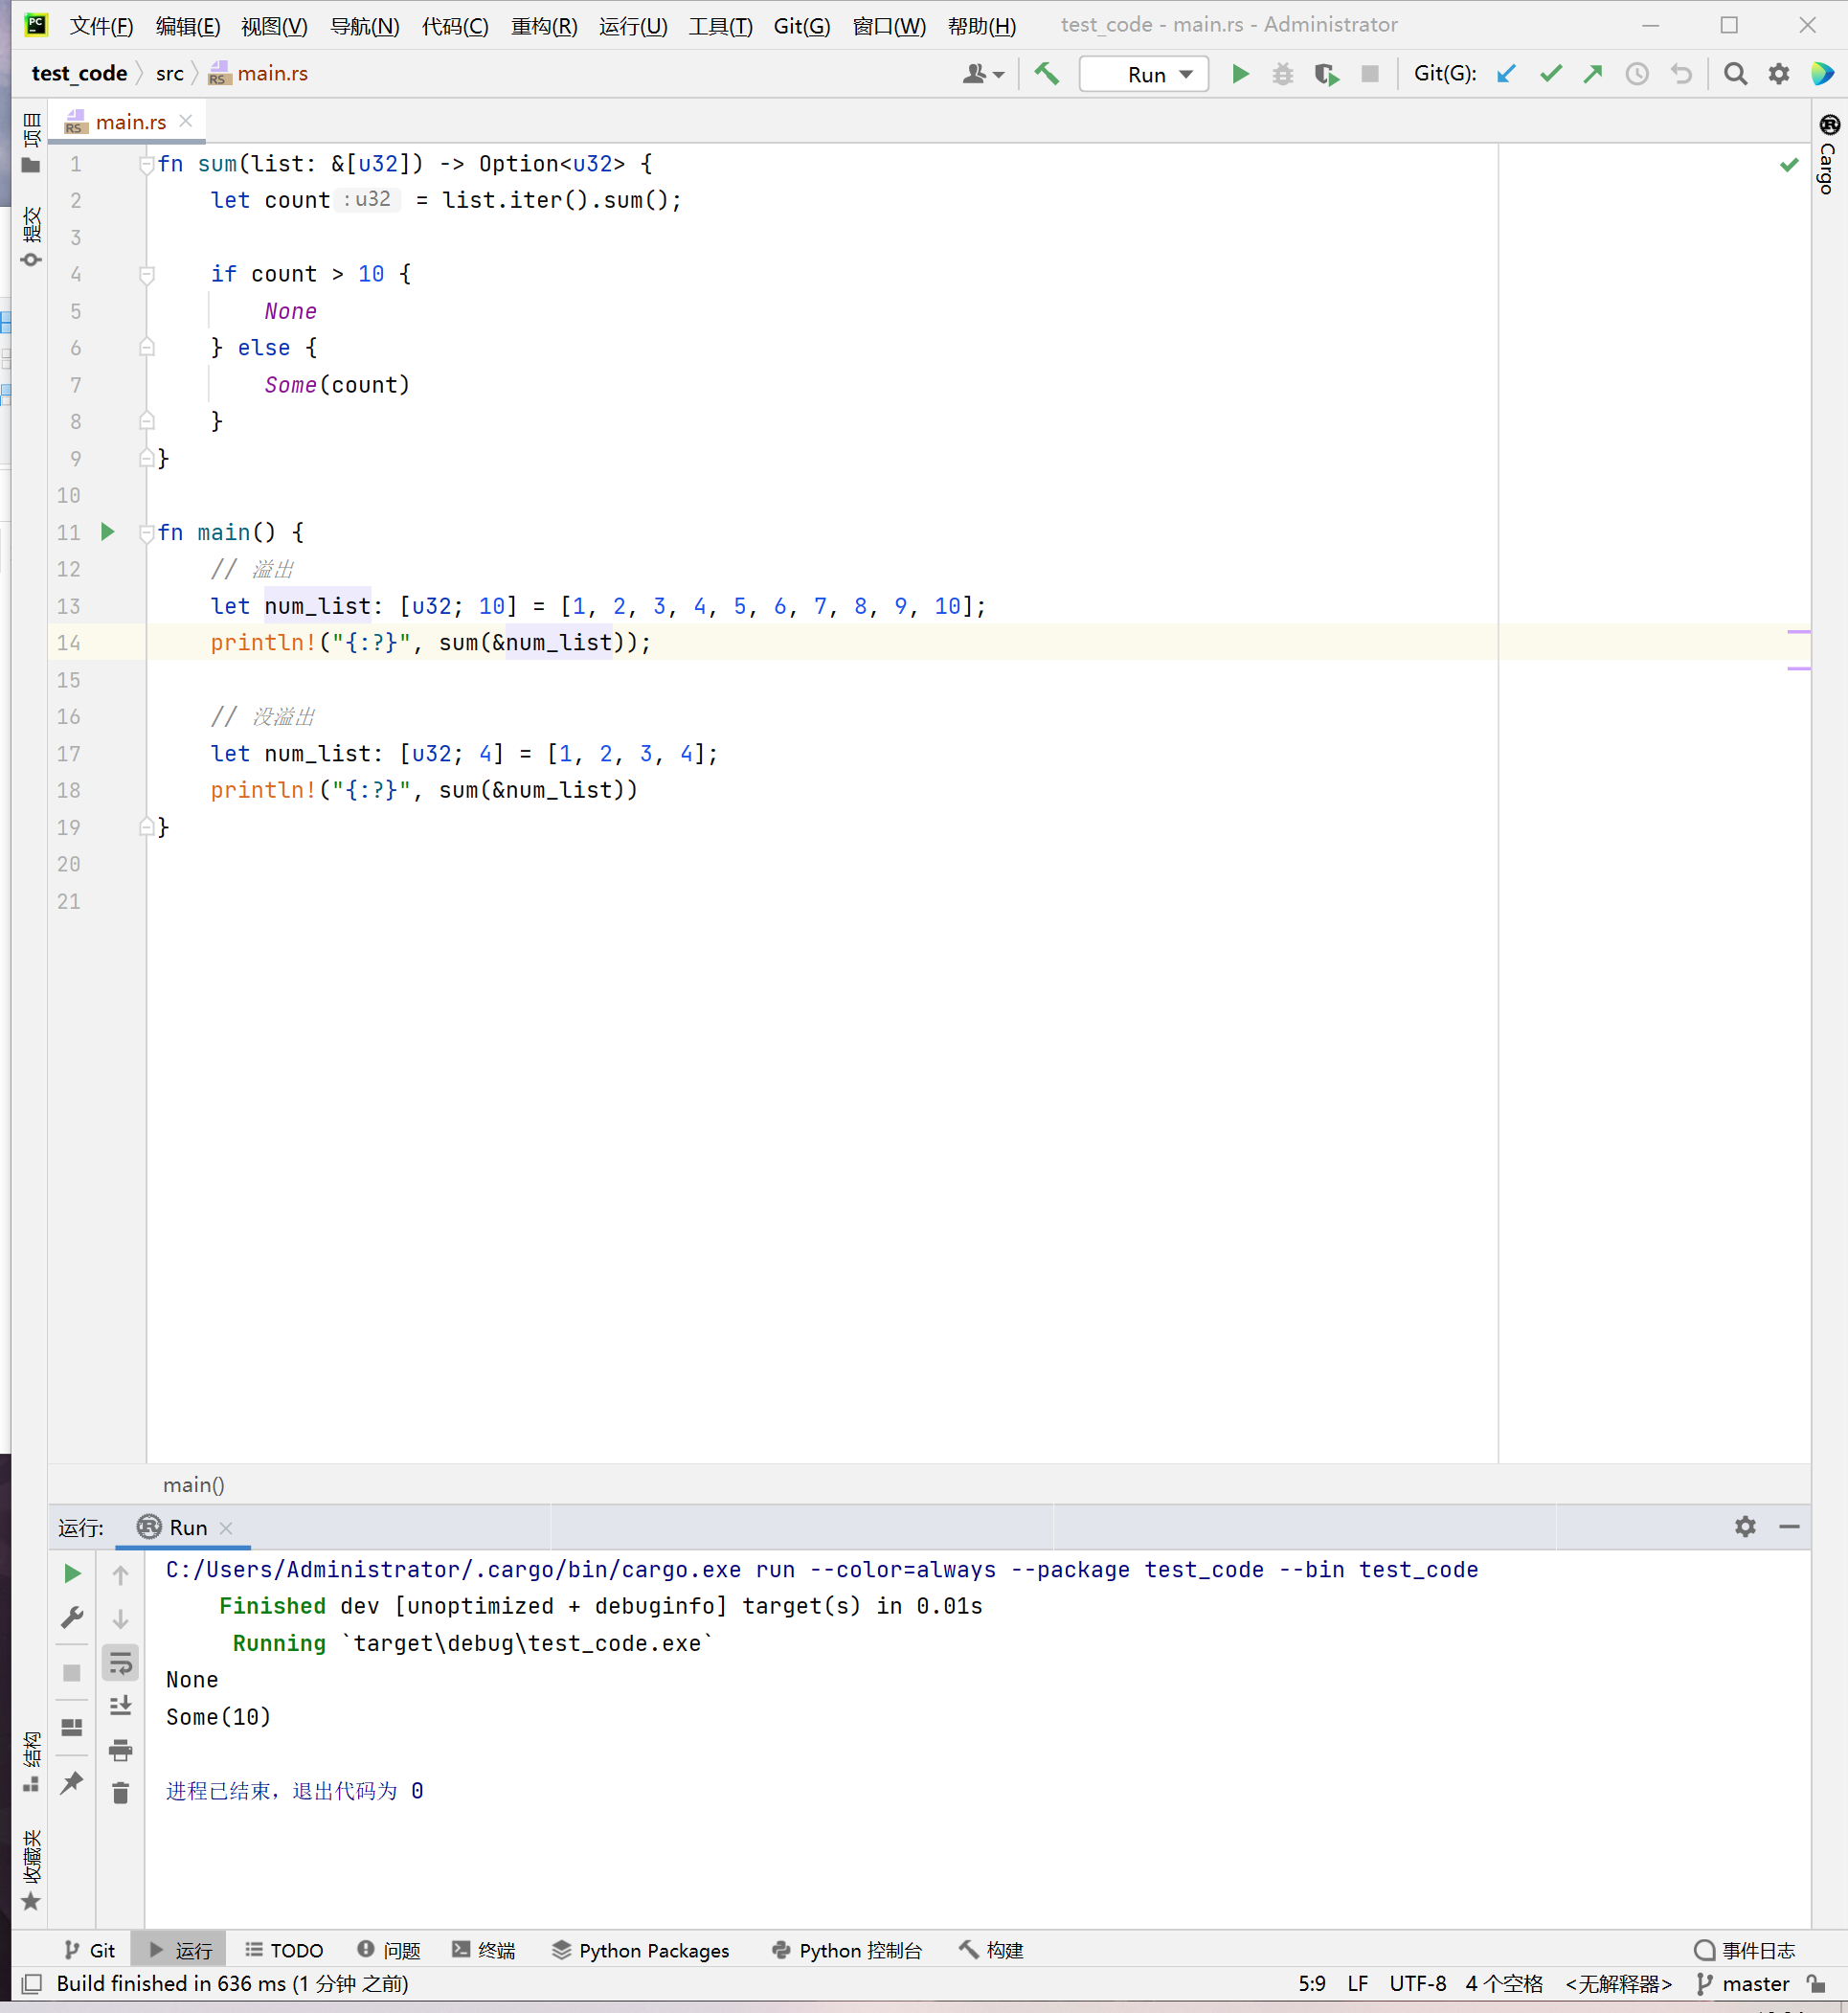 文件(F) 编辑(E) 视图(V) 导航(N) 代码(C) 重构(R) 运行(U) 工具(T) Git(G) 窗口(W) 帮助(H) test_code - main.rs - Administrator
test_code src main.rs Run Git(G):
main.rs
项目
提交
Cargo
1 fn sum(list: &[u32]) -> Option<u32> {
2     let count : u32 = list.iter().sum();
3
4     if count > 10 {
5         None
6     } else {
7         Some(count)
8     }
9 }
10
11 fn main() {
12     // 溢出
13     let num_list: [u32; 10] = [1, 2, 3, 4, 5, 6, 7, 8, 9, 10];
14     println!("{:?}", sum(&num_list));
15
16     // 没溢出
17     let num_list: [u32; 4] = [1, 2, 3, 4];
18     println!("{:?}", sum(&num_list))
19 }
20
21
main()
运行: Run
C:/Users/Administrator/.cargo/bin/cargo.exe run --color=always --package test_code --bin test_code
    Finished dev [unoptimized + debuginfo] target(s) in 0.01s
     Running `target\debug\test_code.exe`
None
Some(10)
进程已结束，退出代码为 0
结构
收藏夹
Git 运行 TODO 问题 终端 Python Packages Python 控制台 构建 事件日志
Build finished in 636 ms (1 分钟 之前) 5:9 LF UTF-8 4 个空格 <无解释器> master